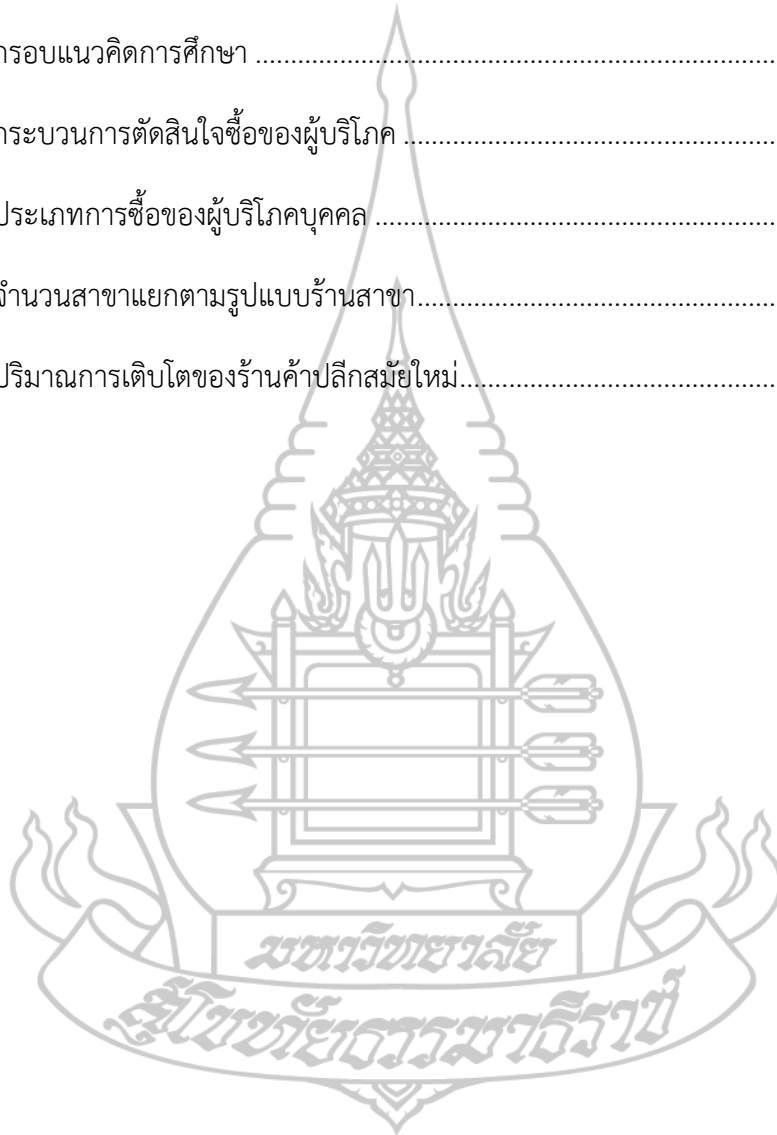 กรอบแนวคิดการศึกษา ........................................................................
กระบวนการตัดสินใจซื้อของผู้บริโภค ........................................................
ประเภทการซื้อของผู้บริโภคบุคคล ............................................................
จำนวนสาขาแยกตามรูปแบบร้านสาขา......................................................
ปริมาณการเติบโตของร้านค้าปลีกสมัยใหม่................................................
มหาวิทยาลัย
สุโขทัยธรรมาธิราช